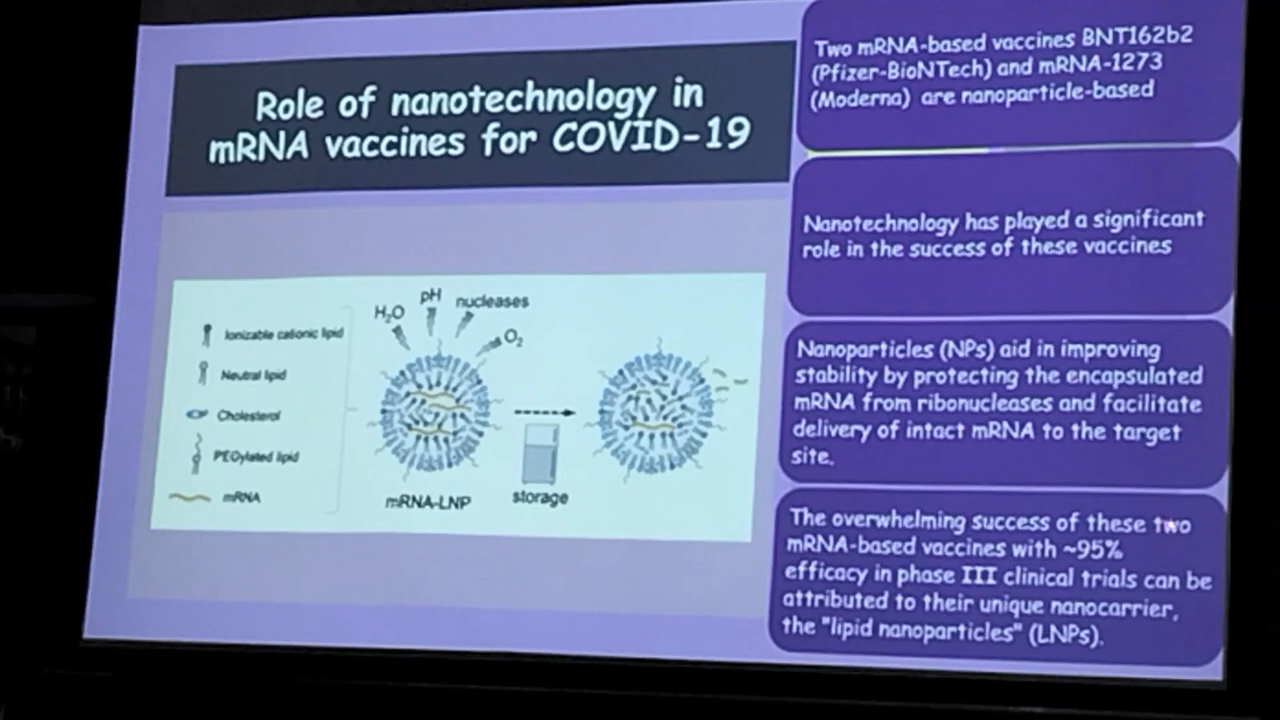 Role of nanotechnology in
mRNA vaccines for COVID-19
Ionizable cationic lipid
Neutral lipid
Cholesterol
PEGylated lipid
mRNA
H₂O
pH
nucleases
O₂
mRNA-LNP
storage
Two mRNA-based vaccines BNT162b2
(Pfizer-BioNTech) and mRNA-1273
(Moderna) are nanoparticle-based
Nanotechnology has played a significant
role in the success of these vaccines
Nanoparticles (NPs) aid in improving
stability by protecting the encapsulated
mRNA from ribonucleases and facilitate
delivery of intact mRNA to the target
site.
The overwhelming success of these two
mRNA-based vaccines with ~95%
efficacy in phase III clinical trials can be
attributed to their unique nanocarrier,
the "lipid nanoparticles" (LNPs).